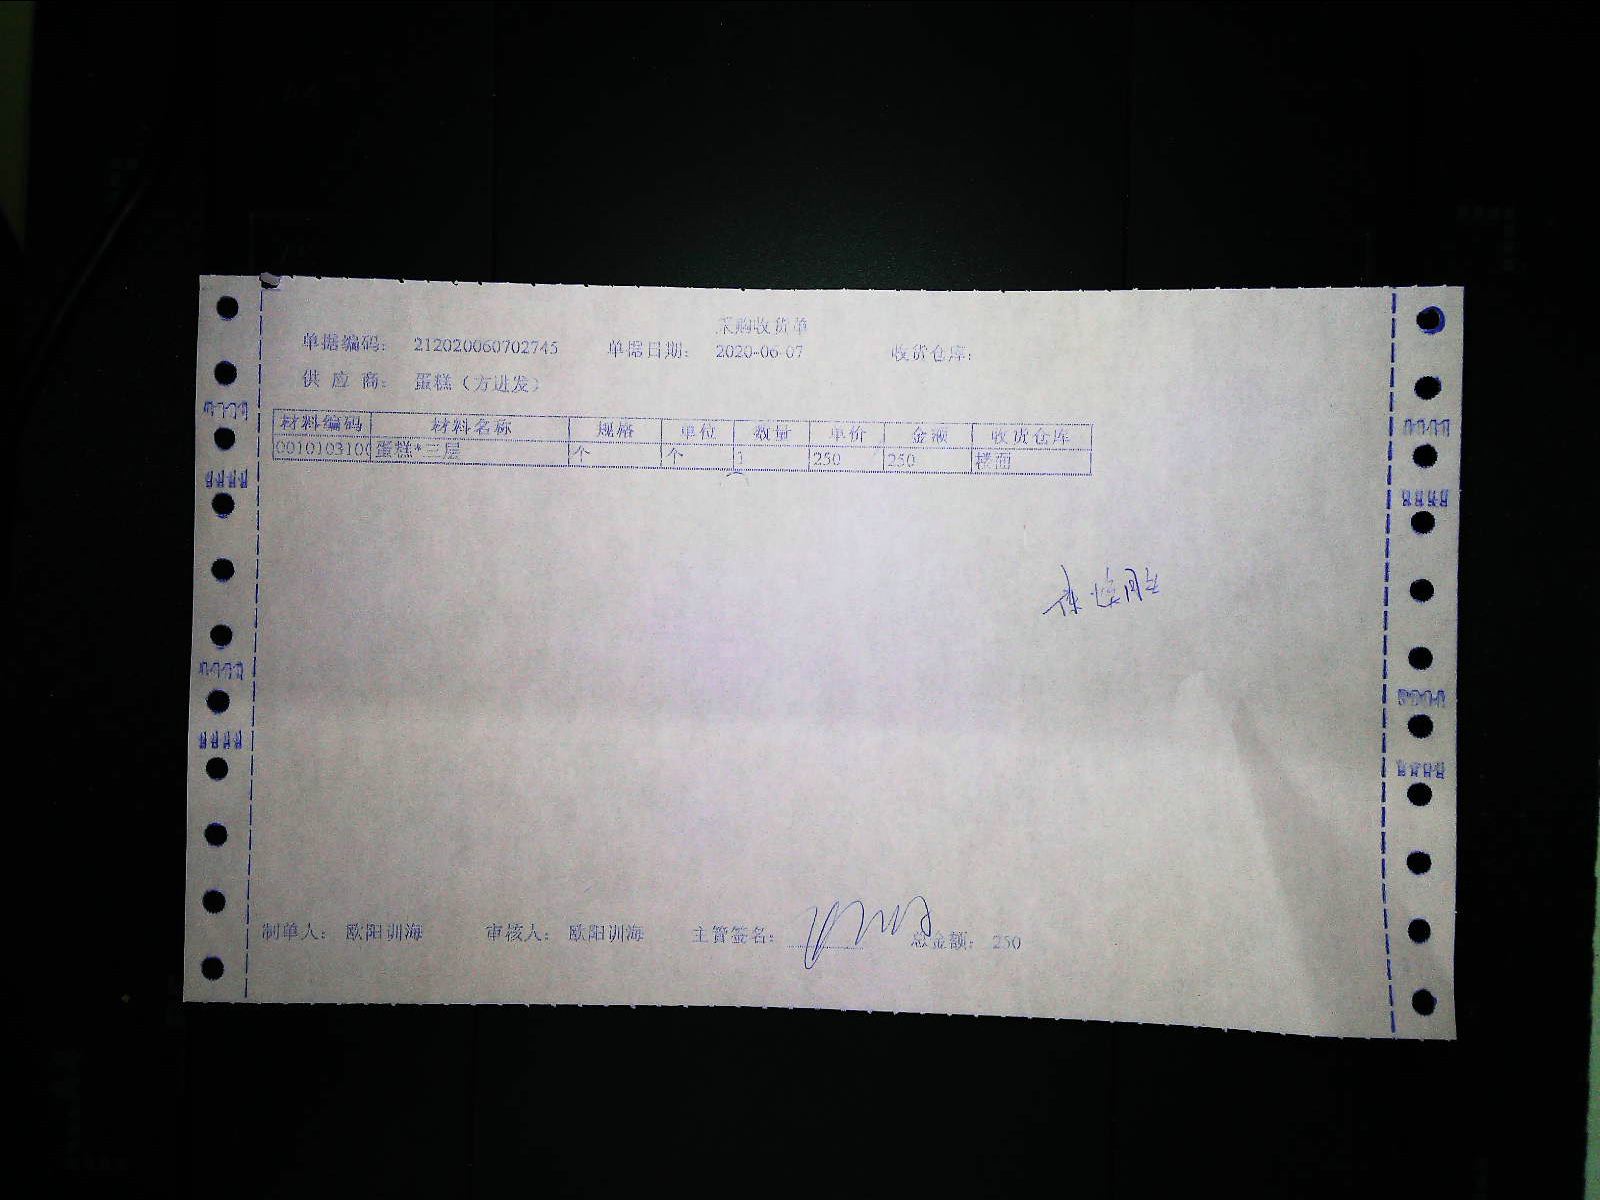 采购收货单
单据编码： 212020060702745 单据日期： 2020-06-07 收货仓库：
供 应 商： 蛋糕（方进发）
材料编码 材料名称 规格 单位 数量 单价 金额 收货仓库
0010103100 蛋糕*三层 个 个 1 250 250 楼面
制单人： 欧阳训海 审核人： 欧阳训海 主管签名： 总金额： 250